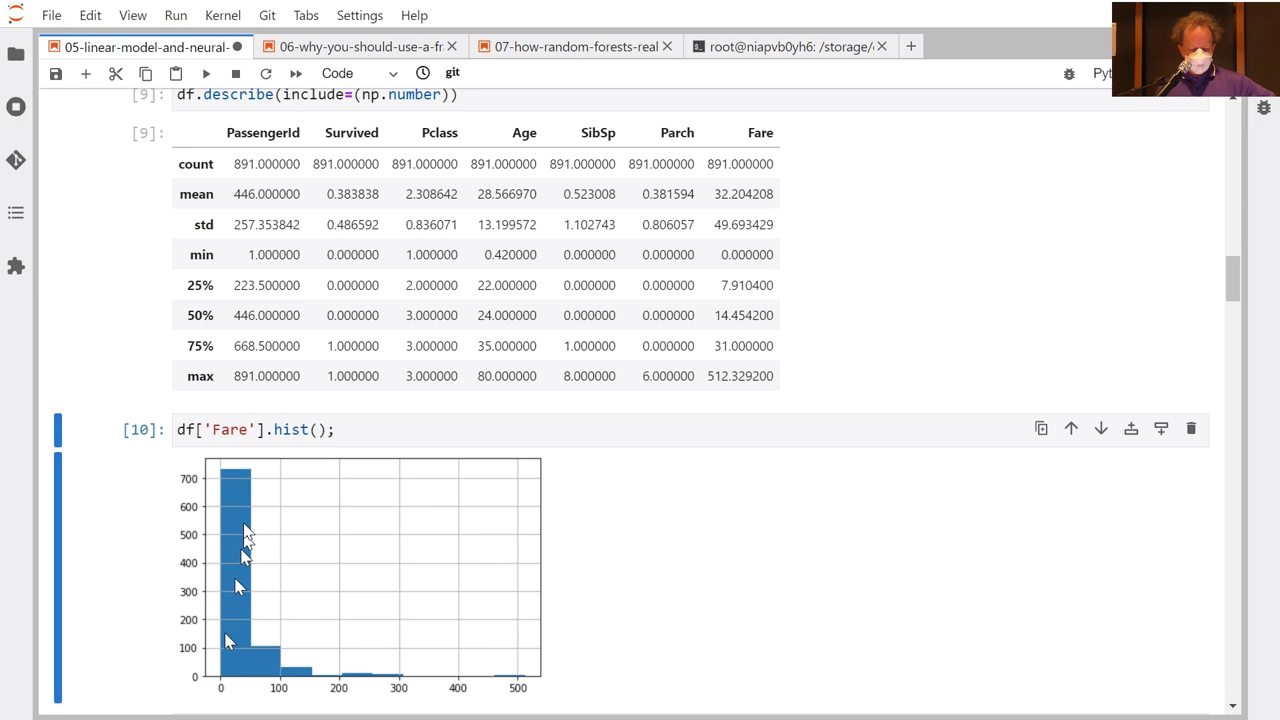 File Edit View Run Kernel Git Tabs Settings Help
05-linear-model-and-neural- 06-why-you-should-use-a-fr 07-how-random-forests-real root@niapvb0yh6: /storage/
Code git Pyt
[9]: df.describe(include=(np.number))
[9]: PassengerId Survived Pclass Age SibSp Parch Fare
count 891.000000 891.000000 891.000000 891.000000 891.000000 891.000000 891.000000
mean 446.000000 0.383838 2.308642 28.566970 0.523008 0.381594 32.204208
std 257.353842 0.486592 0.836071 13.199572 1.102743 0.806057 49.693429
min 1.000000 0.000000 1.000000 0.420000 0.000000 0.000000 0.000000
25% 223.500000 0.000000 2.000000 22.000000 0.000000 0.000000 7.910400
50% 446.000000 0.000000 3.000000 24.000000 0.000000 0.000000 14.454200
75% 668.500000 1.000000 3.000000 35.000000 1.000000 0.000000 31.000000
max 891.000000 1.000000 3.000000 80.000000 8.000000 6.000000 512.329200
[10]: df['Fare'].hist();
700
600
500
400
300
200
100
0
0 100 200 300 400 500